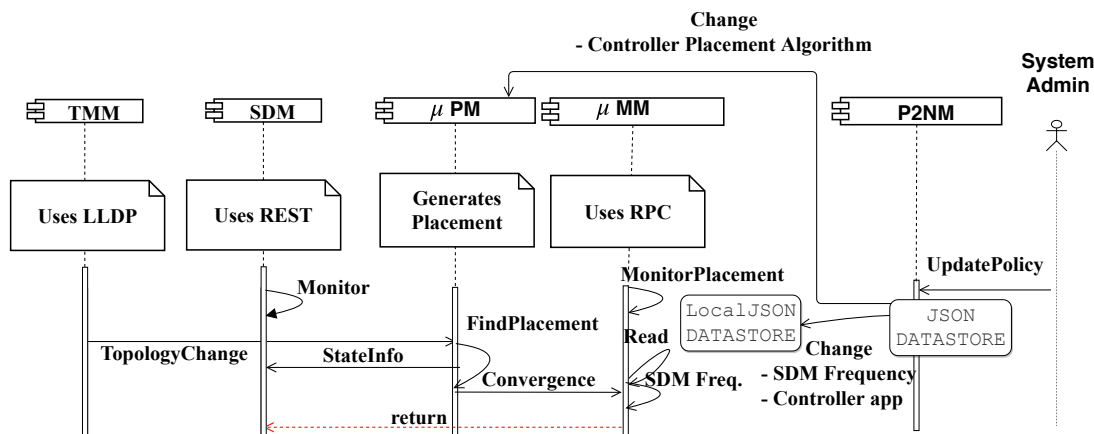 Change
- Controller Placement Algorithm
System
Admin
TMM
SDM
μ PM
μ MM
P2NM
Uses LLDP
Uses REST
Generates
Placement
Uses RPC
UpdatePolicy
MonitorPlacement
Monitor
LocalJSON
DATASTORE
JSON
DATASTORE
FindPlacement
Read
TopologyChange
StateInfo
Change
- SDM Frequency
- Controller app
Convergence
SDM Freq.
return